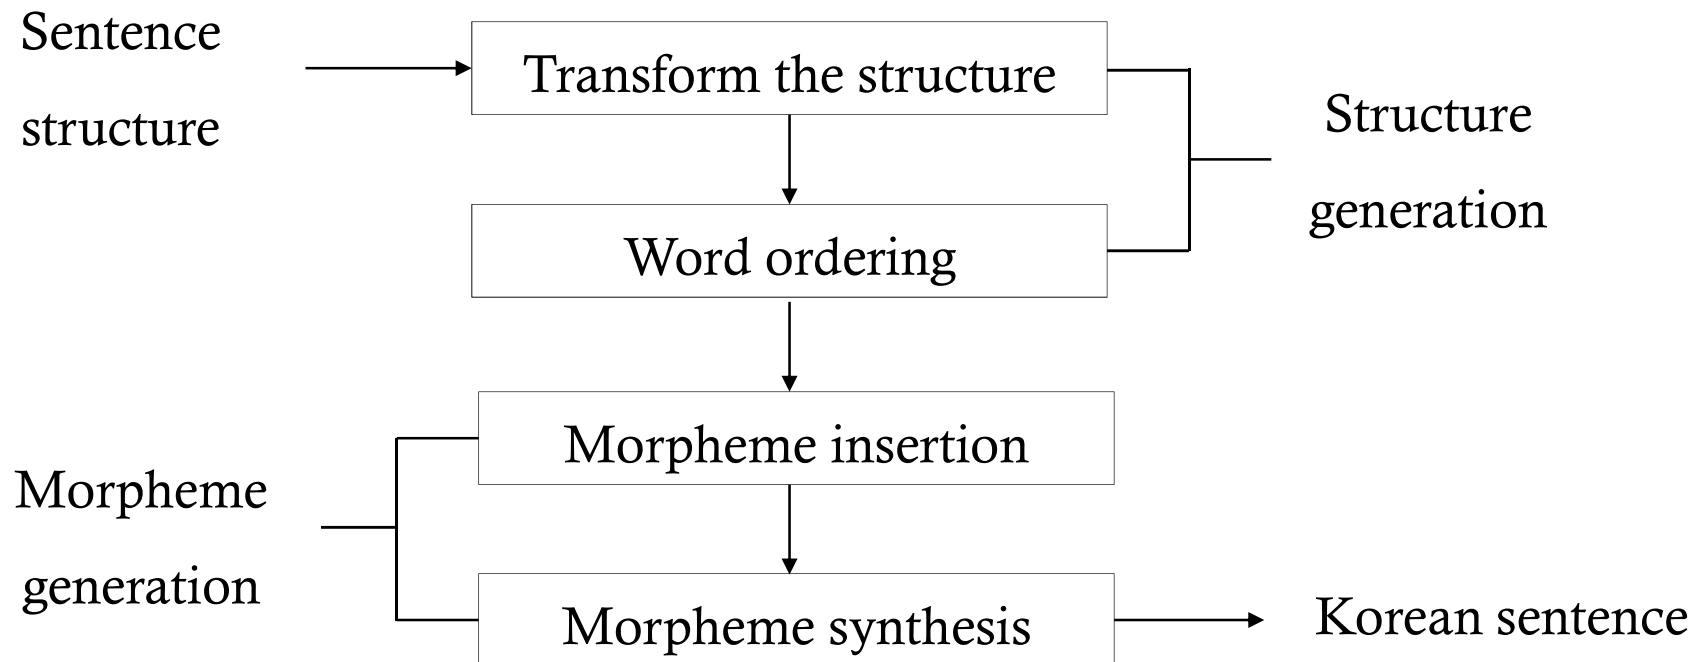 Sentence
structure
Transform the structure
Structure
generation
Word ordering
Morpheme insertion
Morpheme
generation
Morpheme synthesis
Korean sentence